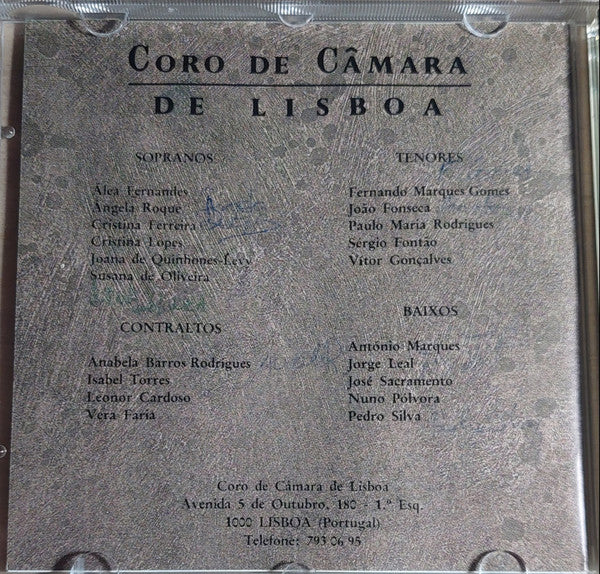 CORO DE CÂMARA
DE LISBOA
SOPRANOS
Álea Fernandes
Ângela Roque
Cristina Ferreira
Cristina Lopes
Joana de Quinhones-Levy
Susana de Oliveira
CONTRALTOS
Anabela Barros Rodrigues
Isabel Torres
Leonor Cardoso
Vera Faria
TENORES
Fernando Marques Gomes
João Fonseca
Paulo Maria Rodrigues
Sérgio Fontão
Vítor Gonçalves
BAIXOS
António Marques
Jorge Leal
José Sacramento
Nuno Pólvora
Pedro Silva
Coro de Câmara de Lisboa
Avenida 5 de Outubro, 180 - 1.º Esq.
1000 LISBOA (Portugal)
Telefone: 793 06 95